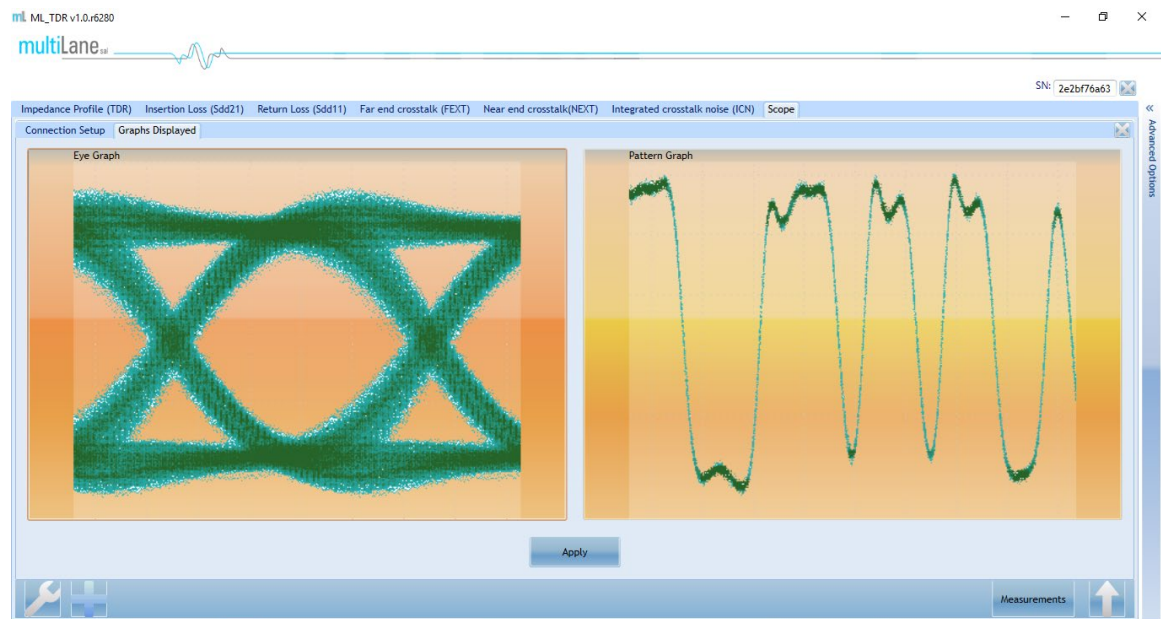 mL ML_TDR v1.0.r6280
multiLane sal
SN: 2e2bf76a63
Impedance Profile (TDR) Insertion Loss (Sdd21) Return Loss (Sdd11) Far end crosstalk (FEXT) Near end crosstalk(NEXT) Integrated crosstalk noise (ICN) Scope
Connection Setup Graphs Displayed
Eye Graph Pattern Graph
Apply
Measurements
« Advanced Options